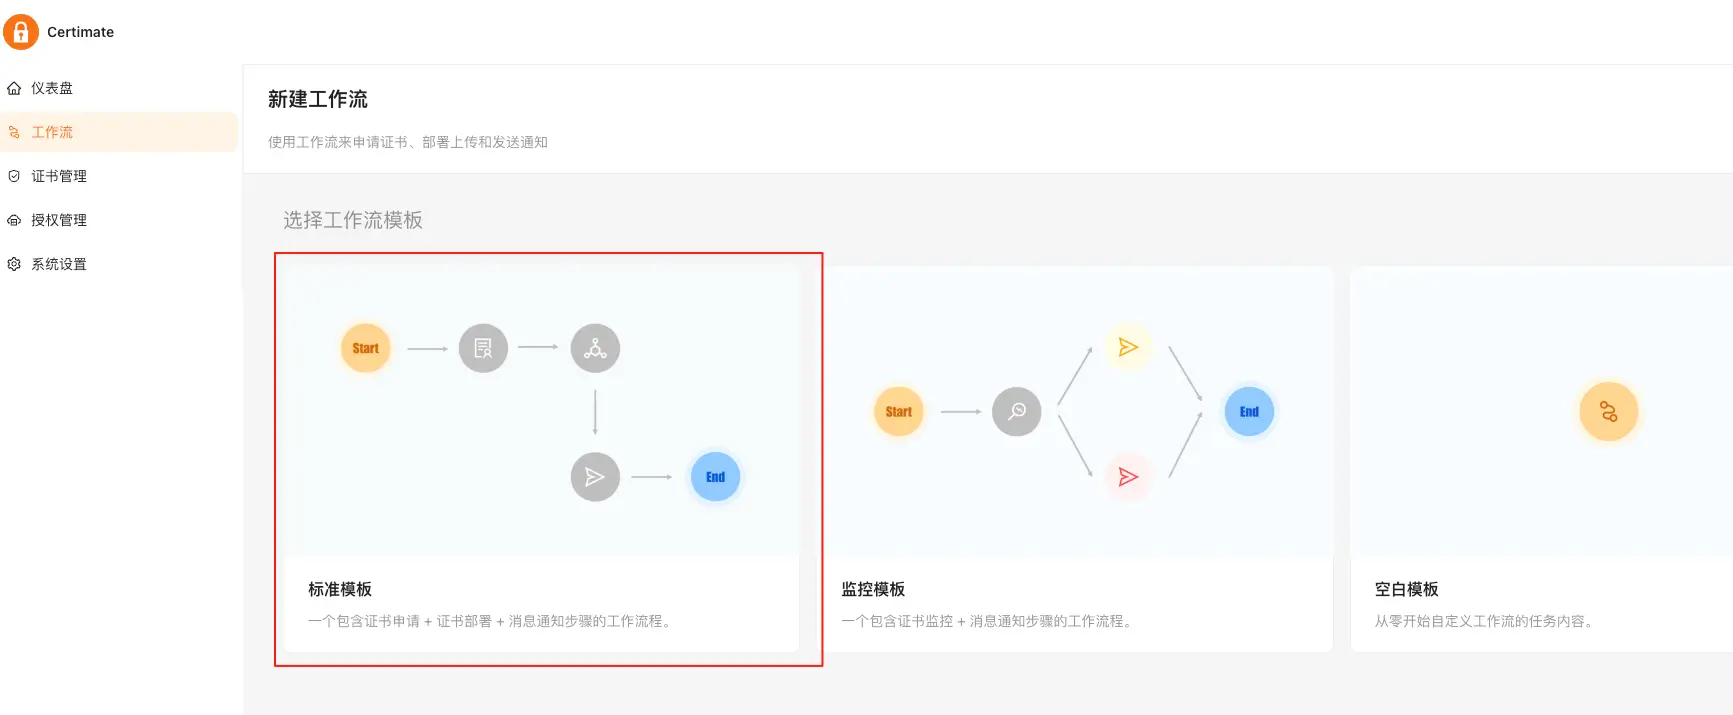 Certimate
仪表盘
工作流
证书管理
授权管理
系统设置
新建工作流
使用工作流来申请证书、部署上传和发送通知
选择工作流模板
Start
End
标准模板
一个包含证书申请 + 证书部署 + 消息通知步骤的工作流程。
Start
End
监控模板
一个包含证书监控 + 消息通知步骤的工作流程。
空白模板
从零开始自定义工作流的任务内容。